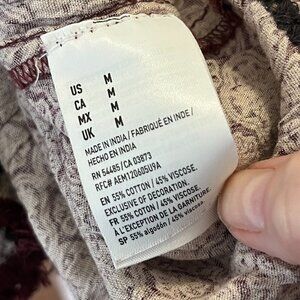 US M
CA M
MX M
UK M
MADE IN INDIA / FABRIQUÉ EN INDE /
HECHO EN INDIA
RN 54485 / CA 03873
RFC# AEM120605U9A
EN 55% COTTON / 45% VISCOSE.
EXCLUSIVE OF DECORATION.
FR 55% COTON / 45% VISCOSE.
À L'EXCEPTION DE LA GARNITURE.
SP 55% algodón / 45% viscosa